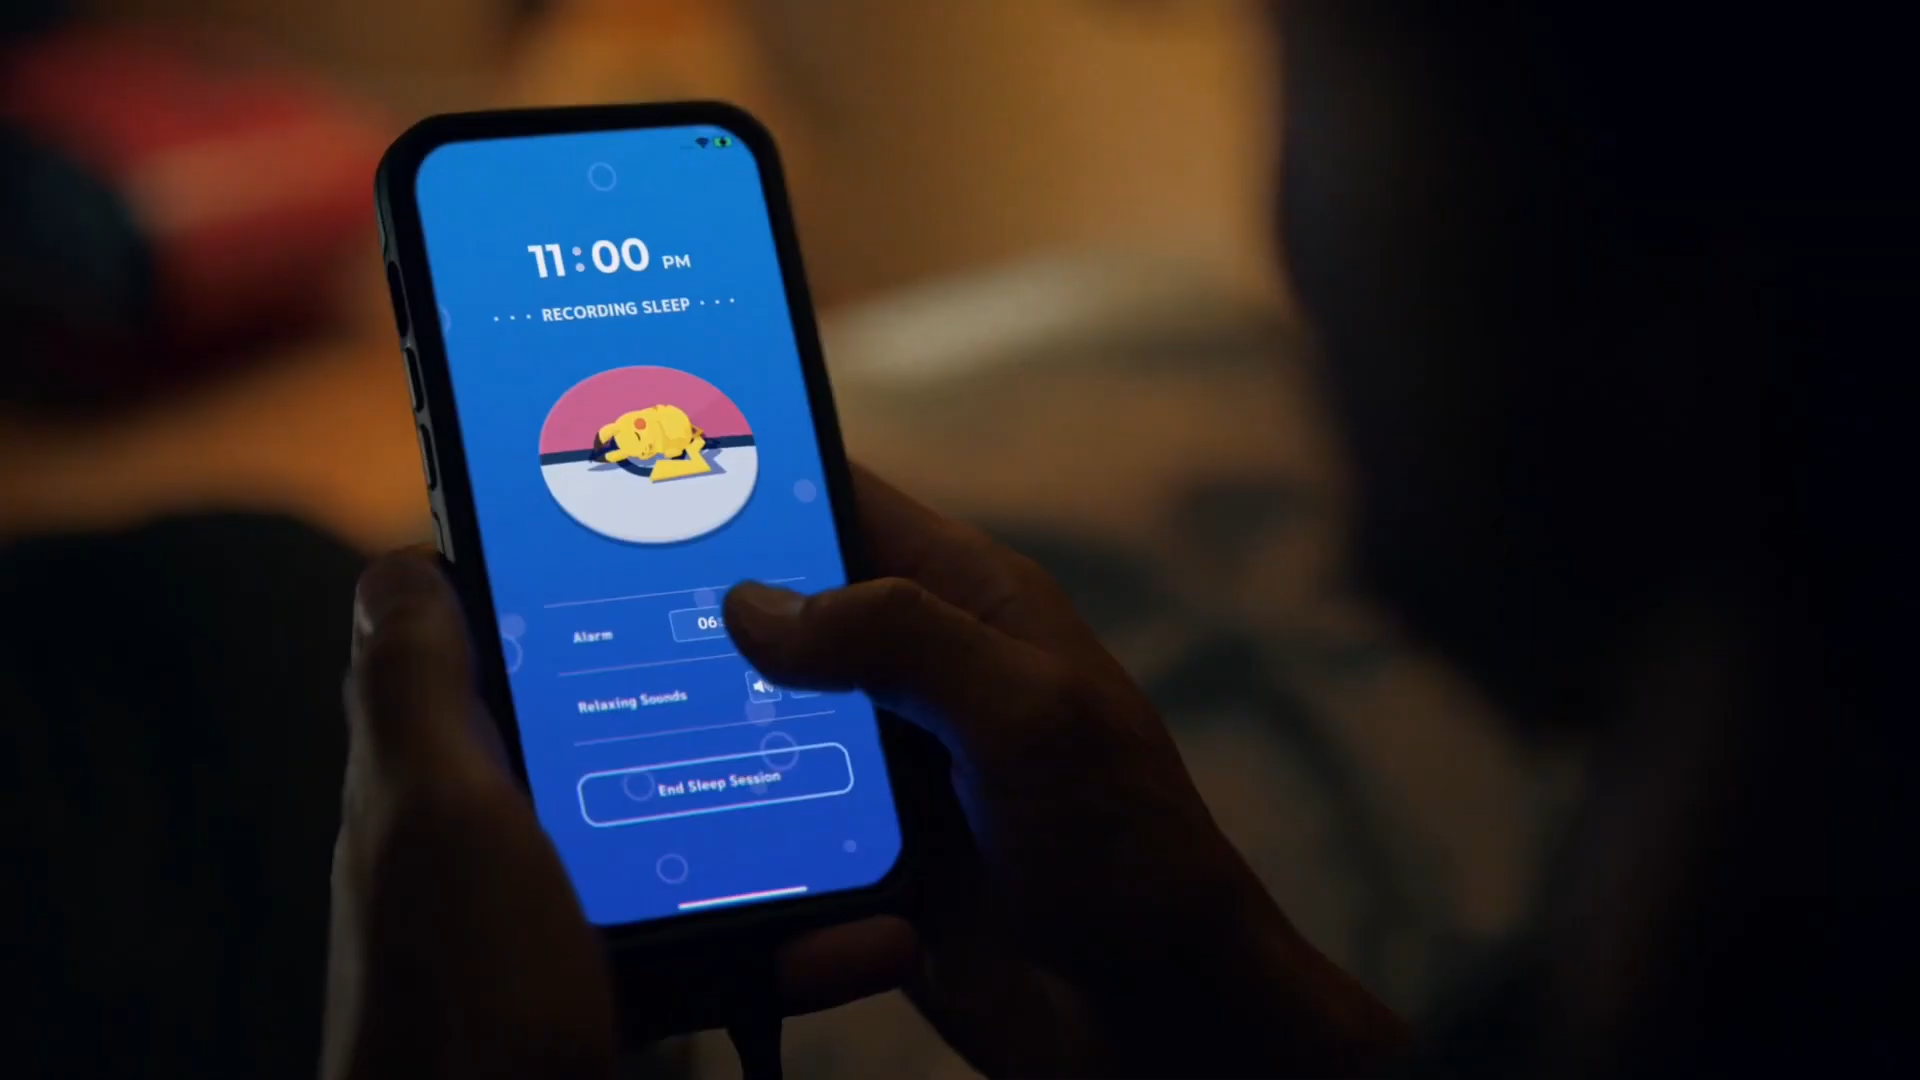 11:00 PM
· · · RECORDING SLEEP · · ·
Alarm 06:
Relaxing Sounds
End Sleep Session